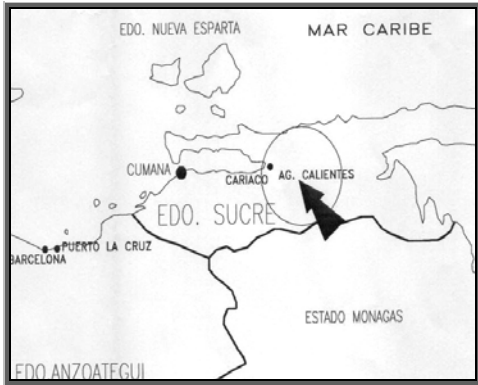 EDO. NUEVA ESPARTA
MAR CARIBE
CUMANA
CARIACO
AG. CALIENTES
EDO. SUCRE
PUERTO LA CRUZ
BARCELONA
ESTADO MONAGAS
EDO ANZOATEGUI